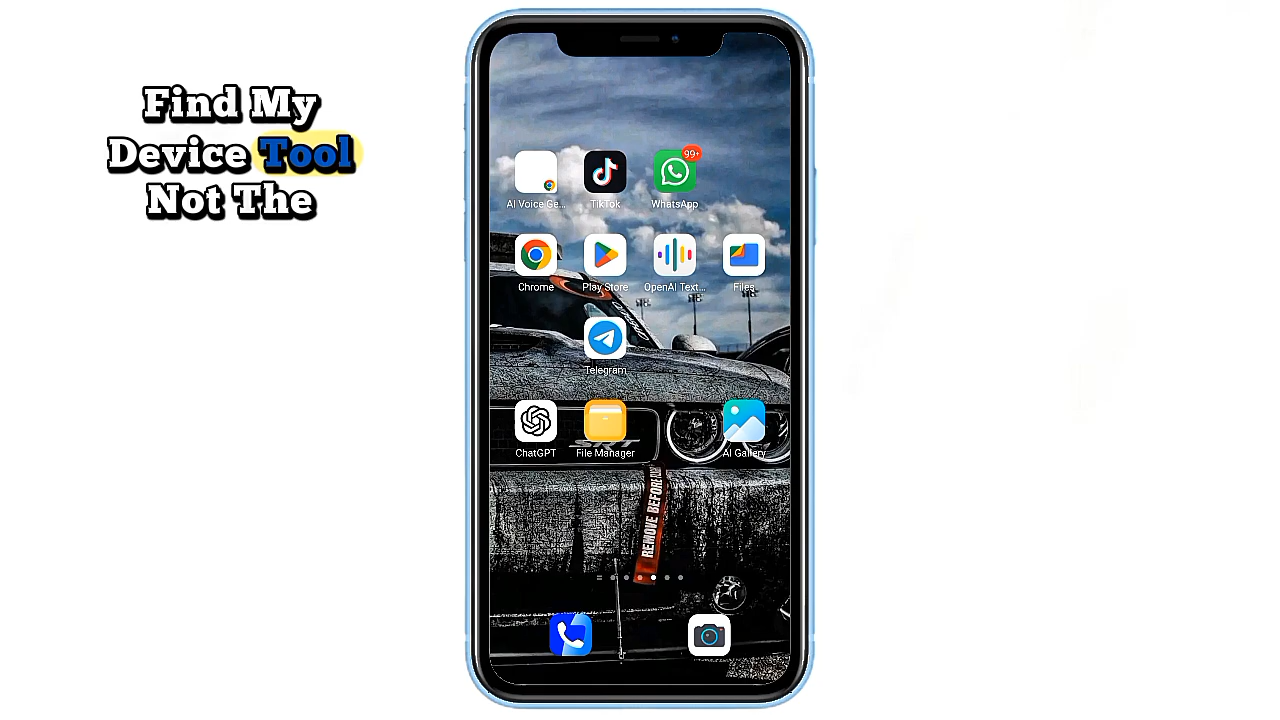 Find My
Device Tool
Not The
99+
AI Voice Ge...
TikTok
WhatsApp
Chrome
Play Store
OpenAI Text...
Files
Telegram
SRT
ChatGPT
File Manager
AI Gallery
REMOVE BEFORE